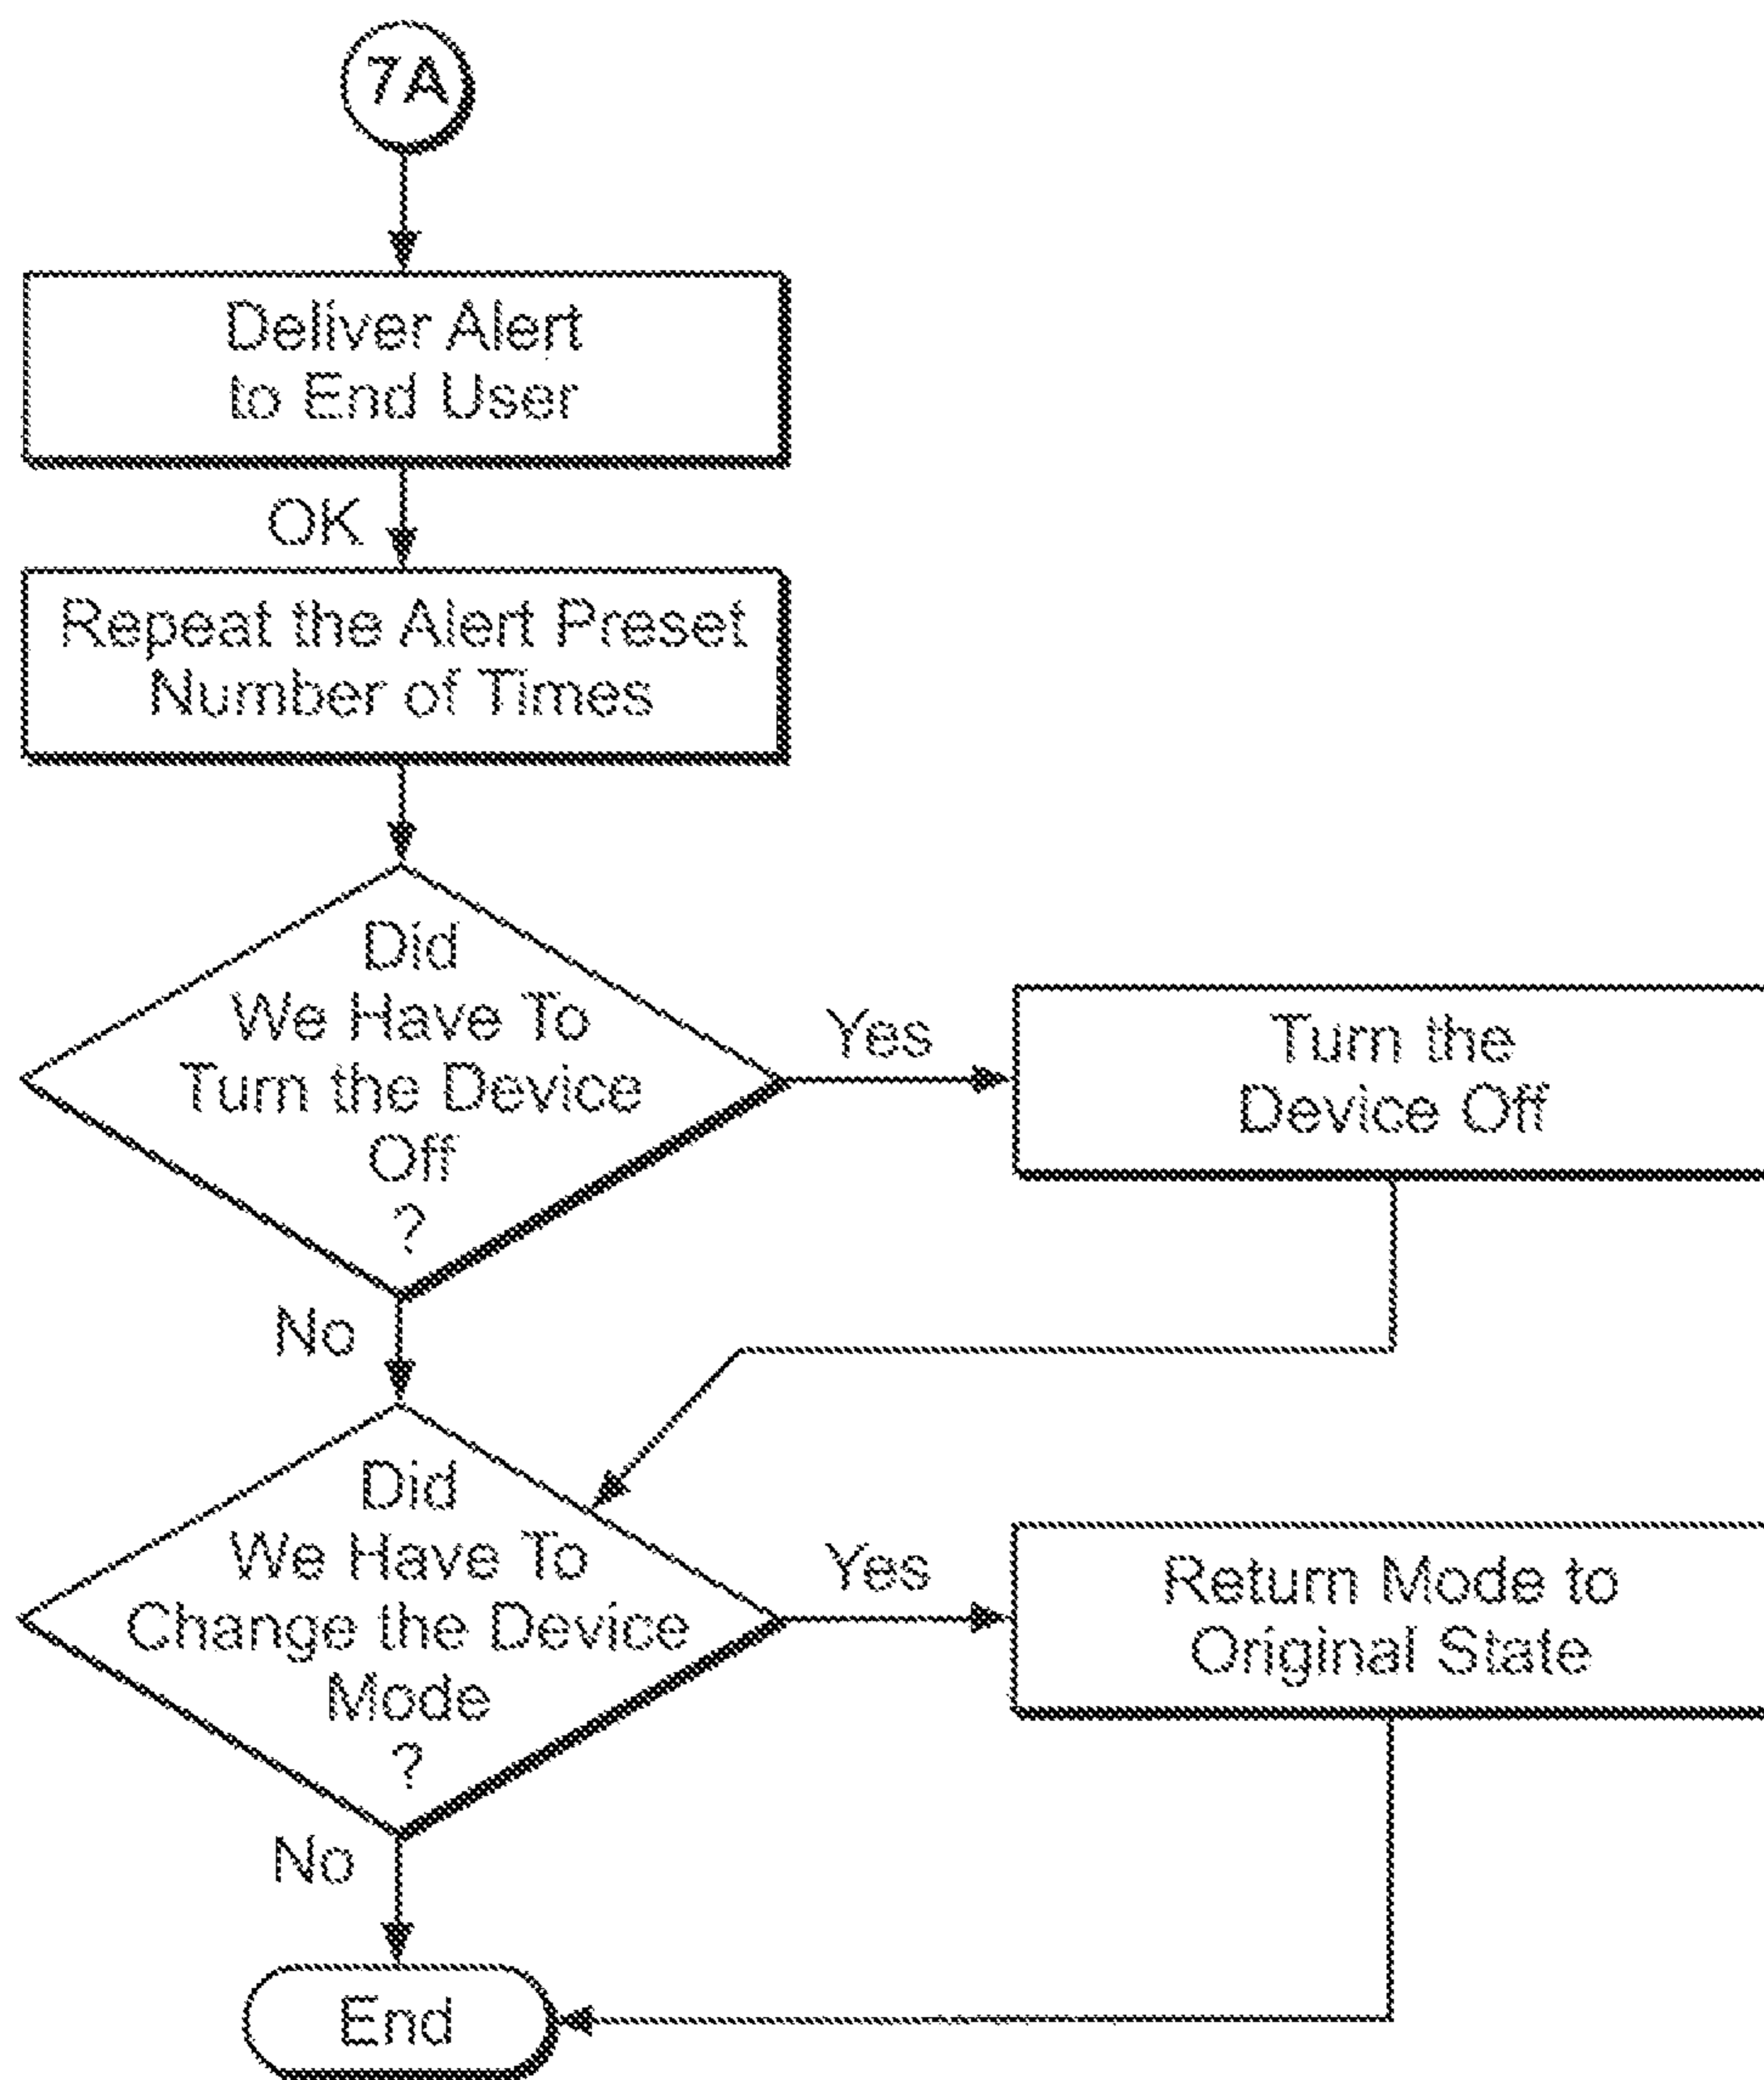 7A
Deliver Alert
to End User
OK
Repeat the Alert Preset
Number of Times
Did
We Have To
Turn the Device
Off
?
Yes
Turn the
Device Off
No
Did
We Have To
Change the Device
Mode
?
Yes
Return Mode to
Original State
No
End